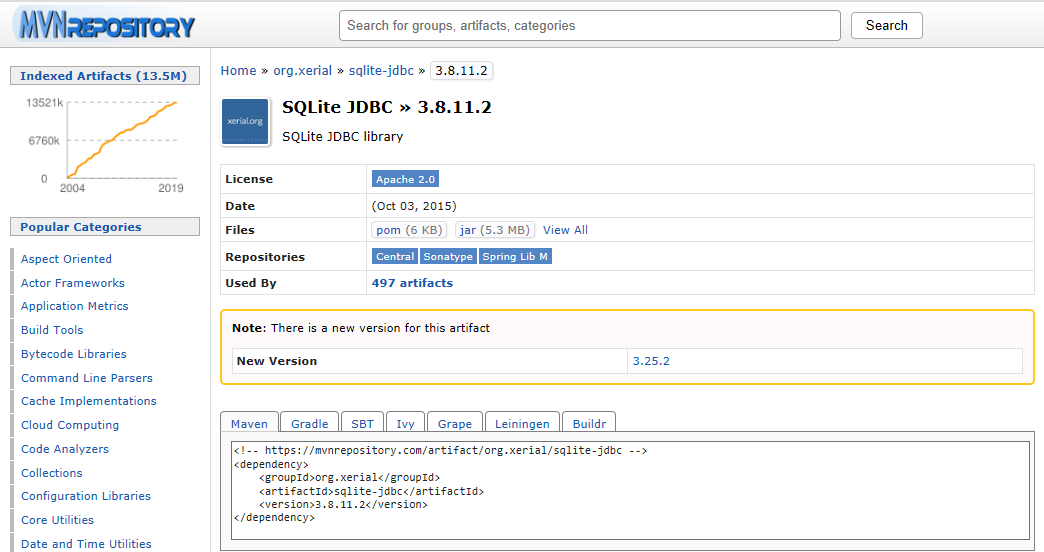 MVNREPOSITORY
Search for groups, artifacts, categories
Search
Indexed Artifacts (13.5M)
13521k
6760k
0
2004 2019
Popular Categories
Aspect Oriented
Actor Frameworks
Application Metrics
Build Tools
Bytecode Libraries
Command Line Parsers
Cache Implementations
Cloud Computing
Code Analyzers
Collections
Configuration Libraries
Core Utilities
Date and Time Utilities
Home » org.xerial » sqlite-jdbc » 3.8.11.2
xerial.org
SQLite JDBC » 3.8.11.2
SQLite JDBC library
License Apache 2.0
Date (Oct 03, 2015)
Files pom (6 KB) jar (5.3 MB) View All
Repositories Central Sonatype Spring Lib M
Used By 497 artifacts
Note: There is a new version for this artifact
New Version 3.25.2
Maven Gradle SBT Ivy Grape Leiningen Buildr
<!-- https://mvnrepository.com/artifact/org.xerial/sqlite-jdbc -->
<dependency>
    <groupId>org.xerial</groupId>
    <artifactId>sqlite-jdbc</artifactId>
    <version>3.8.11.2</version>
</dependency>